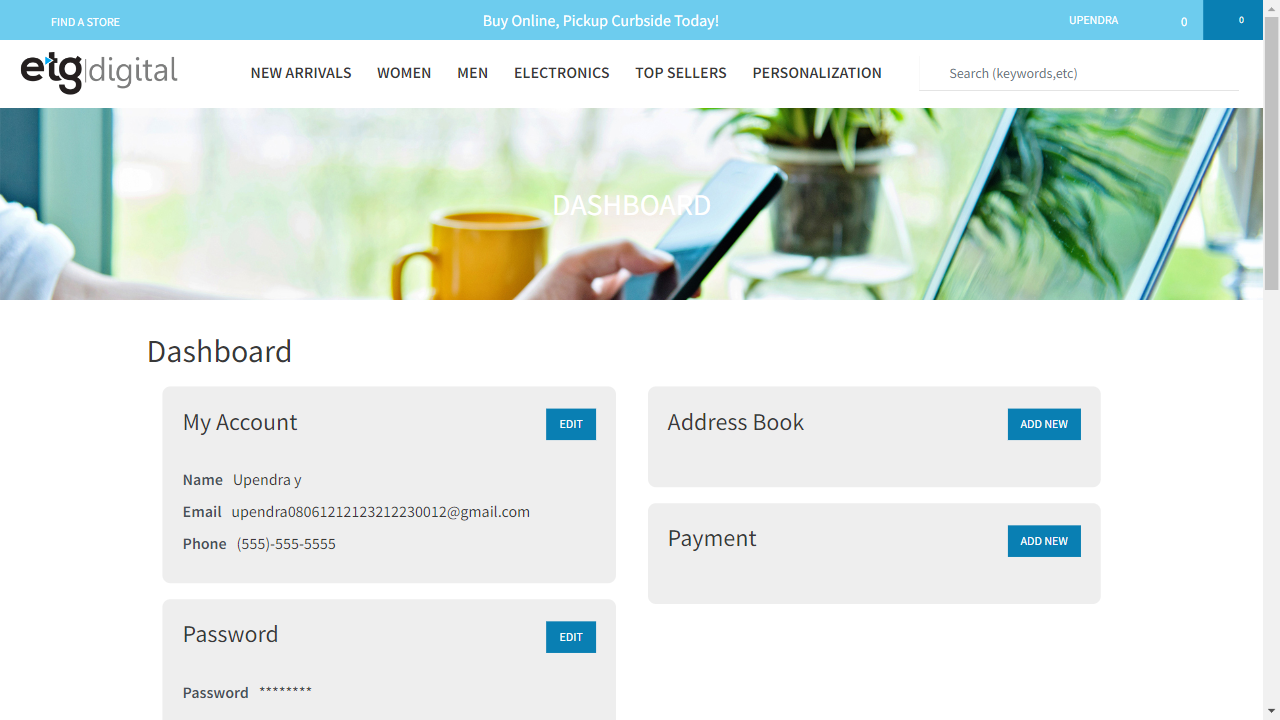 FIND A STORE
Buy Online, Pickup Curbside Today!
UPENDRA
0
0
etg|digital
NEW ARRIVALS
WOMEN
MEN
ELECTRONICS
TOP SELLERS
PERSONALIZATION
Search (keywords,etc)
DASHBOARD
Dashboard
My Account
EDIT
Name Upendra y
Email upendra08061212123212230012@gmail.com
Phone (555)-555-5555
Address Book
ADD NEW
Payment
ADD NEW
Password
EDIT
Password ********